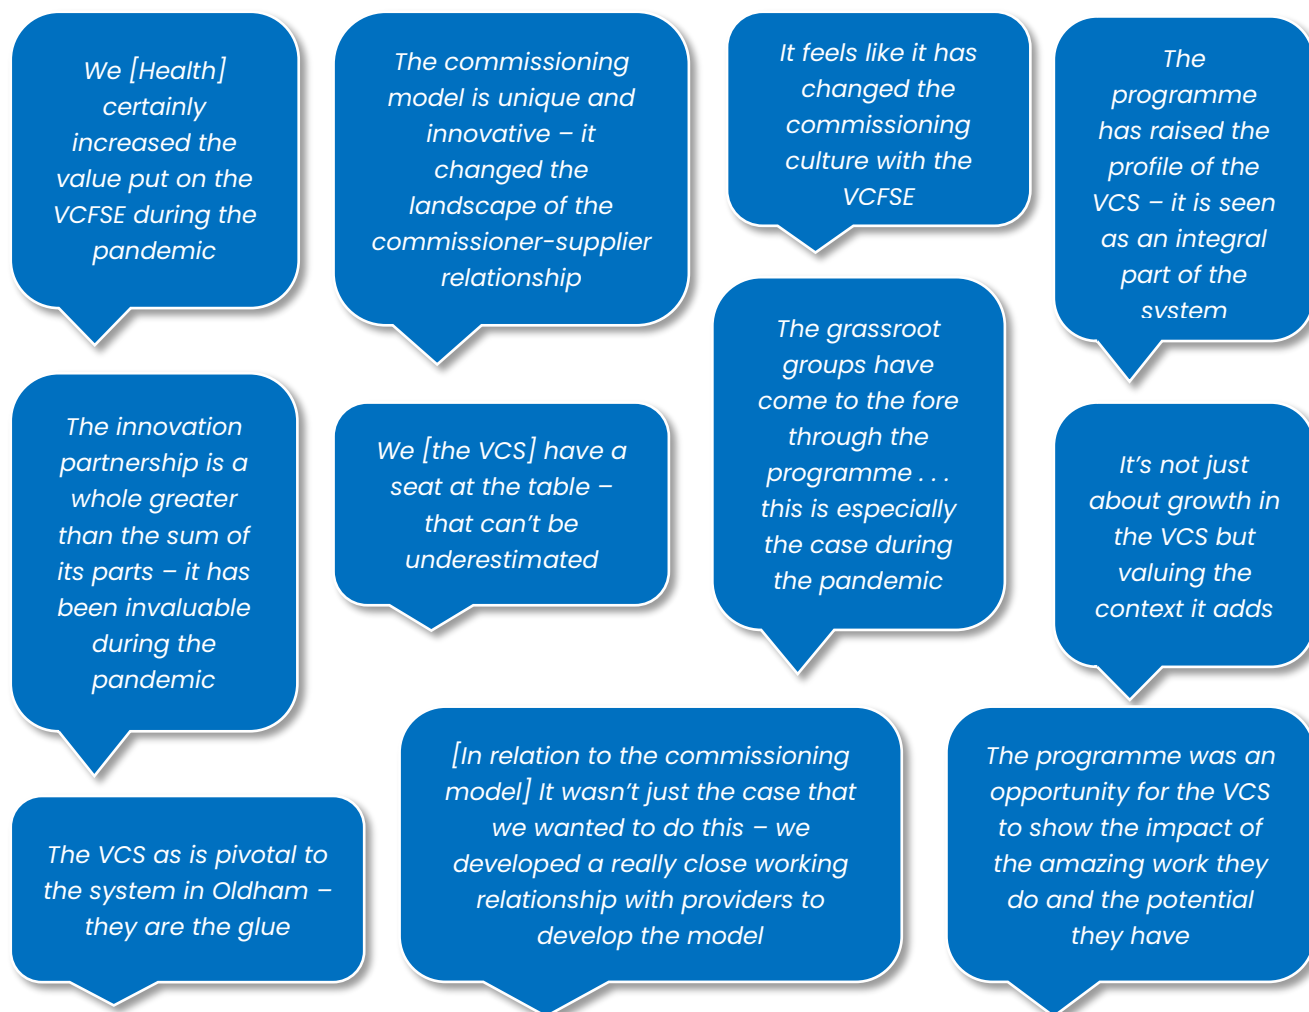 We [Health]
certainly
increased the
value put on the
VCFSE during the
pandemic
The commissioning
model is unique and
innovative – it
changed the
landscape of the
commissioner-supplier
relationship
It feels like it has
changed the
commissioning
culture with the
VCFSE
The
programme
has raised the
profile of the
VCS – it is seen
as an integral
part of the
system
The innovation
partnership is a
whole greater
than the sum of
its parts – it has
been invaluable
during the
pandemic
We [the VCS] have a
seat at the table –
that can’t be
underestimated
The grassroot
groups have
come to the fore
through the
programme . . .
this is especially
the case during
the pandemic
It’s not just
about growth in
the VCS but
valuing the
context it adds
The VCS as is pivotal to
the system in Oldham –
they are the glue
[In relation to the commissioning
model] It wasn’t just the case that
we wanted to do this – we
developed a really close working
relationship with providers to
develop the model
The programme was an
opportunity for the VCS
to show the impact of
the amazing work they
do and the potential
they have